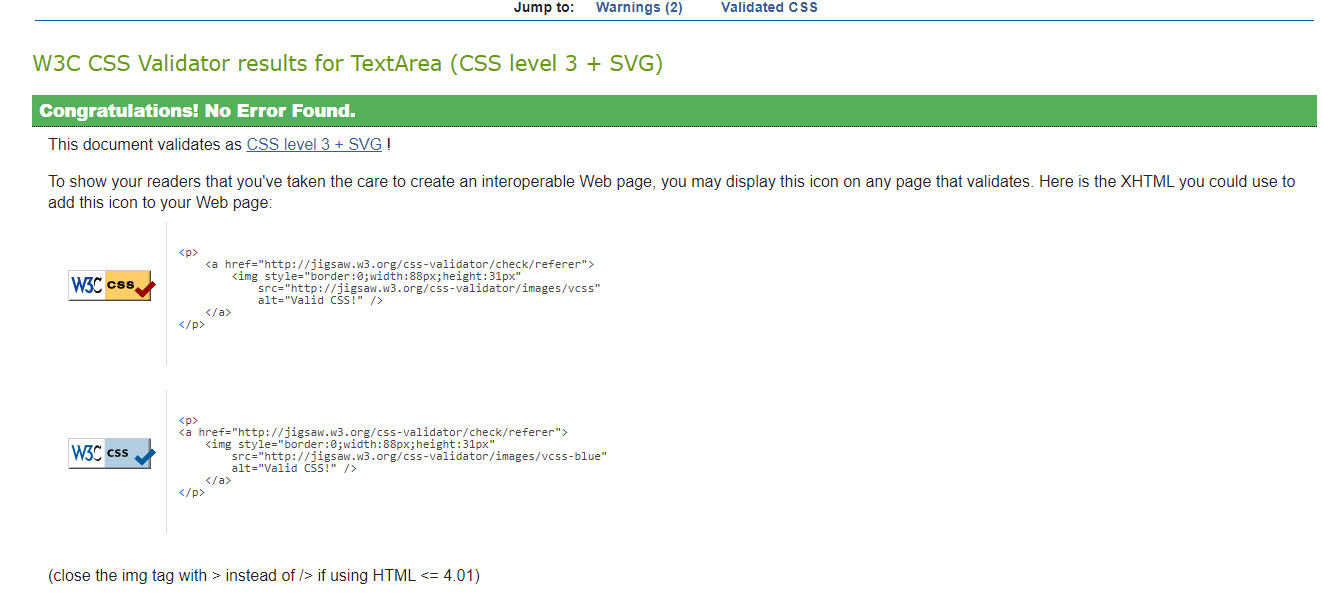 Jump to: Warnings (2) Validated CSS
W3C CSS Validator results for TextArea (CSS level 3 + SVG)
Congratulations! No Error Found.
This document validates as CSS level 3 + SVG !
To show your readers that you've taken the care to create an interoperable Web page, you may display this icon on any page that validates. Here is the XHTML you could use to
add this icon to your Web page:
W3C css
<p>
<a href="http://jigsaw.w3.org/css-validator/check/referer">
<img style="border:0;width:88px;height:31px"
src="http://jigsaw.w3.org/css-validator/images/vcss"
alt="Valid CSS!" />
</a>
</p>
W3C css
<p>
<a href="http://jigsaw.w3.org/css-validator/check/referer">
<img style="border:0;width:88px;height:31px"
src="http://jigsaw.w3.org/css-validator/images/vcss-blue"
alt="Valid CSS!" />
</a>
</p>
(close the img tag with > instead of /> if using HTML <= 4.01)